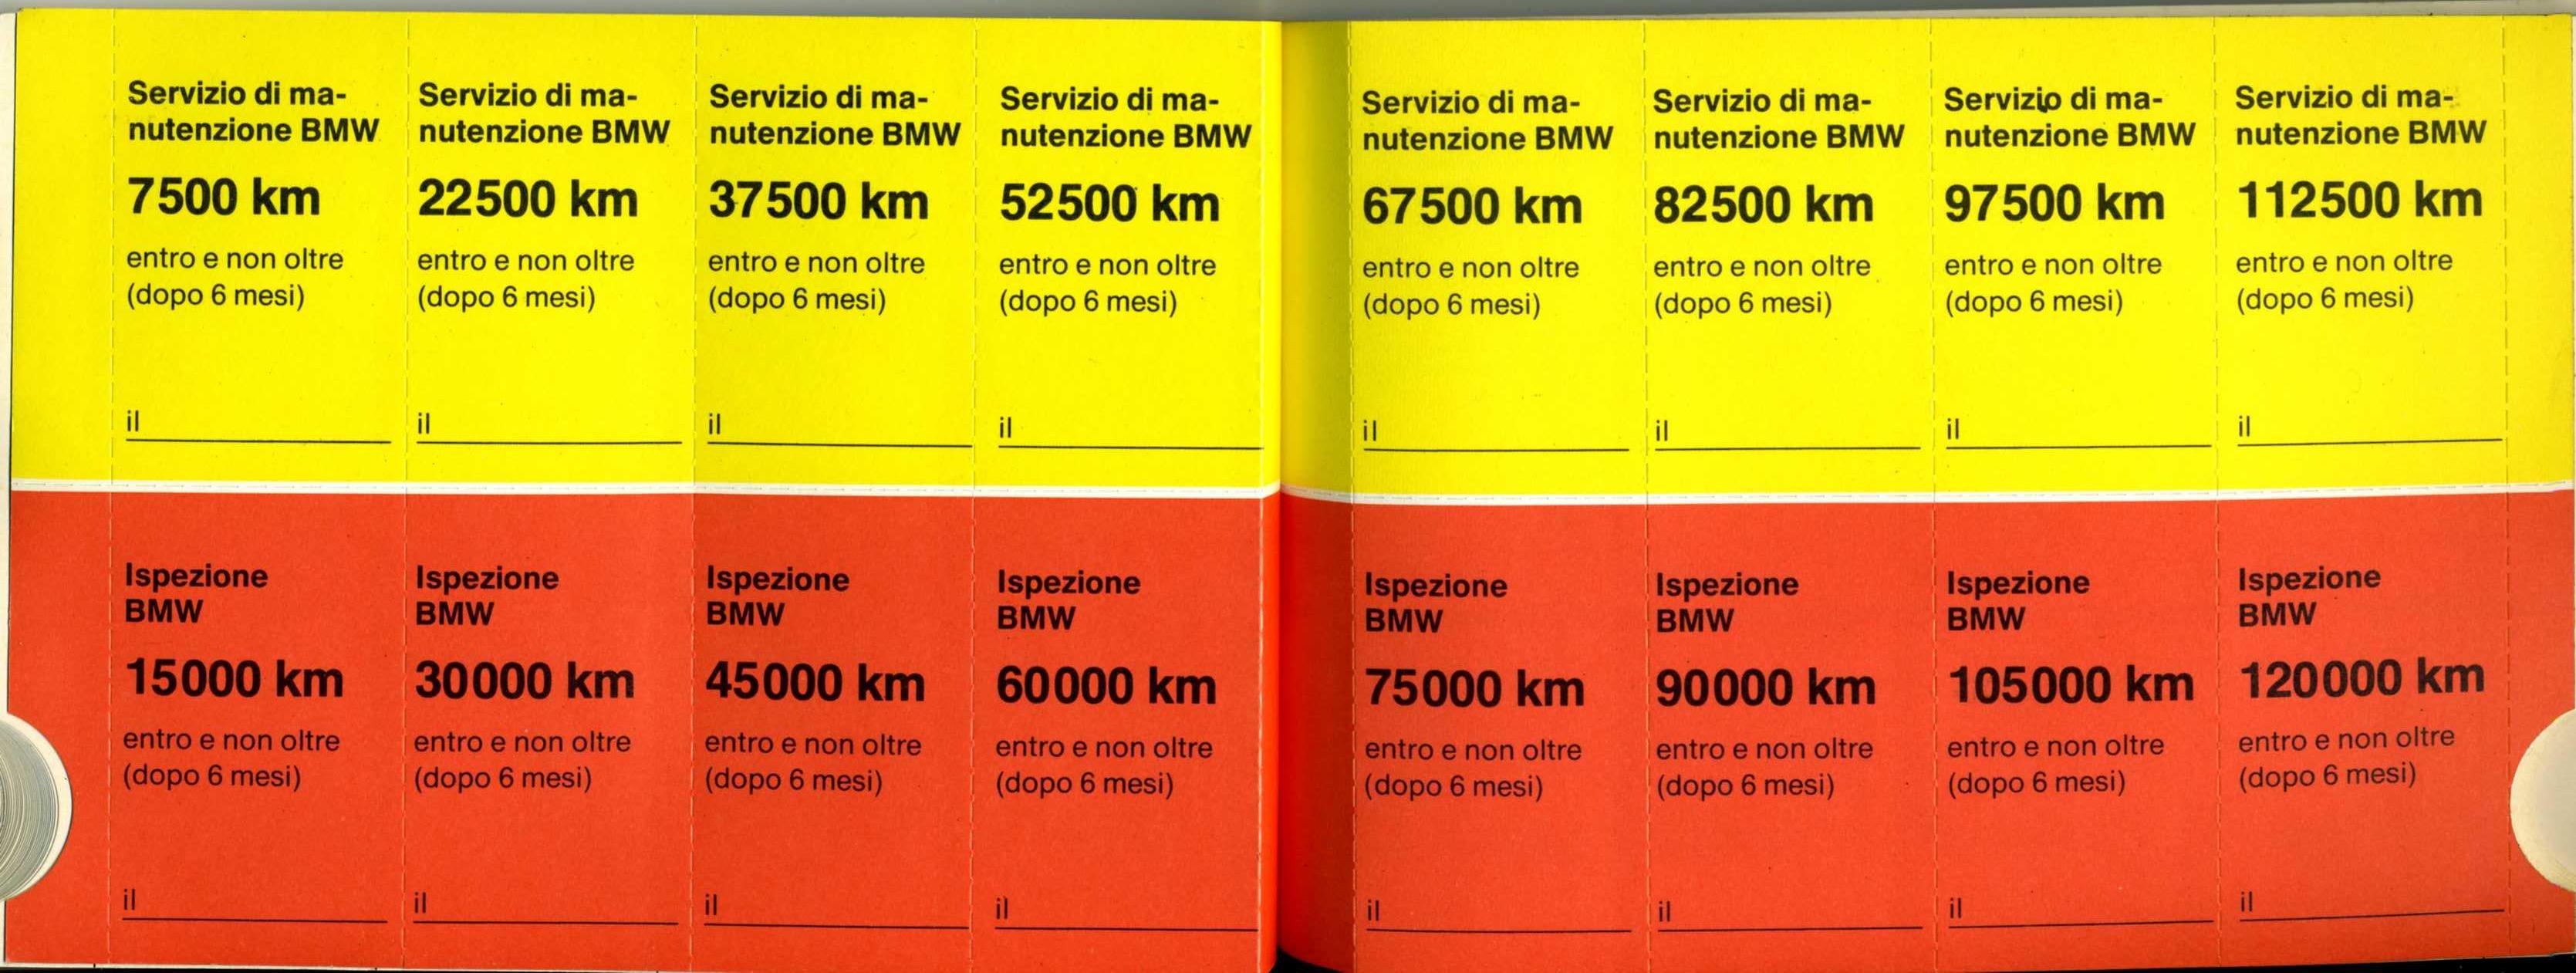 Servizio di ma-
nutenzione BMW
7500 km
entro e non oltre
(dopo 6 mesi)
il
Servizio di ma-
nutenzione BMW
22500 km
entro e non oltre
(dopo 6 mesi)
il
Servizio di ma-
nutenzione BMW
37500 km
entro e non oltre
(dopo 6 mesi)
il
Servizio di ma-
nutenzione BMW
52500 km
entro e non oltre
(dopo 6 mesi)
il
Servizio di ma-
nutenzione BMW
67500 km
entro e non oltre
(dopo 6 mesi)
il
Servizio di ma-
nutenzione BMW
82500 km
entro e non oltre
(dopo 6 mesi)
il
Servizio di ma-
nutenzione BMW
97500 km
entro e non oltre
(dopo 6 mesi)
il
Servizio di ma-
nutenzione BMW
112500 km
entro e non oltre
(dopo 6 mesi)
il
Ispezione
BMW
15000 km
entro e non oltre
(dopo 6 mesi)
il
Ispezione
BMW
30000 km
entro e non oltre
(dopo 6 mesi)
il
Ispezione
BMW
45000 km
entro e non oltre
(dopo 6 mesi)
il
Ispezione
BMW
60000 km
entro e non oltre
(dopo 6 mesi)
il
Ispezione
BMW
75000 km
entro e non oltre
(dopo 6 mesi)
il
Ispezione
BMW
90000 km
entro e non oltre
(dopo 6 mesi)
il
Ispezione
BMW
105000 km
entro e non oltre
(dopo 6 mesi)
il
Ispezione
BMW
120000 km
entro e non oltre
(dopo 6 mesi)
il